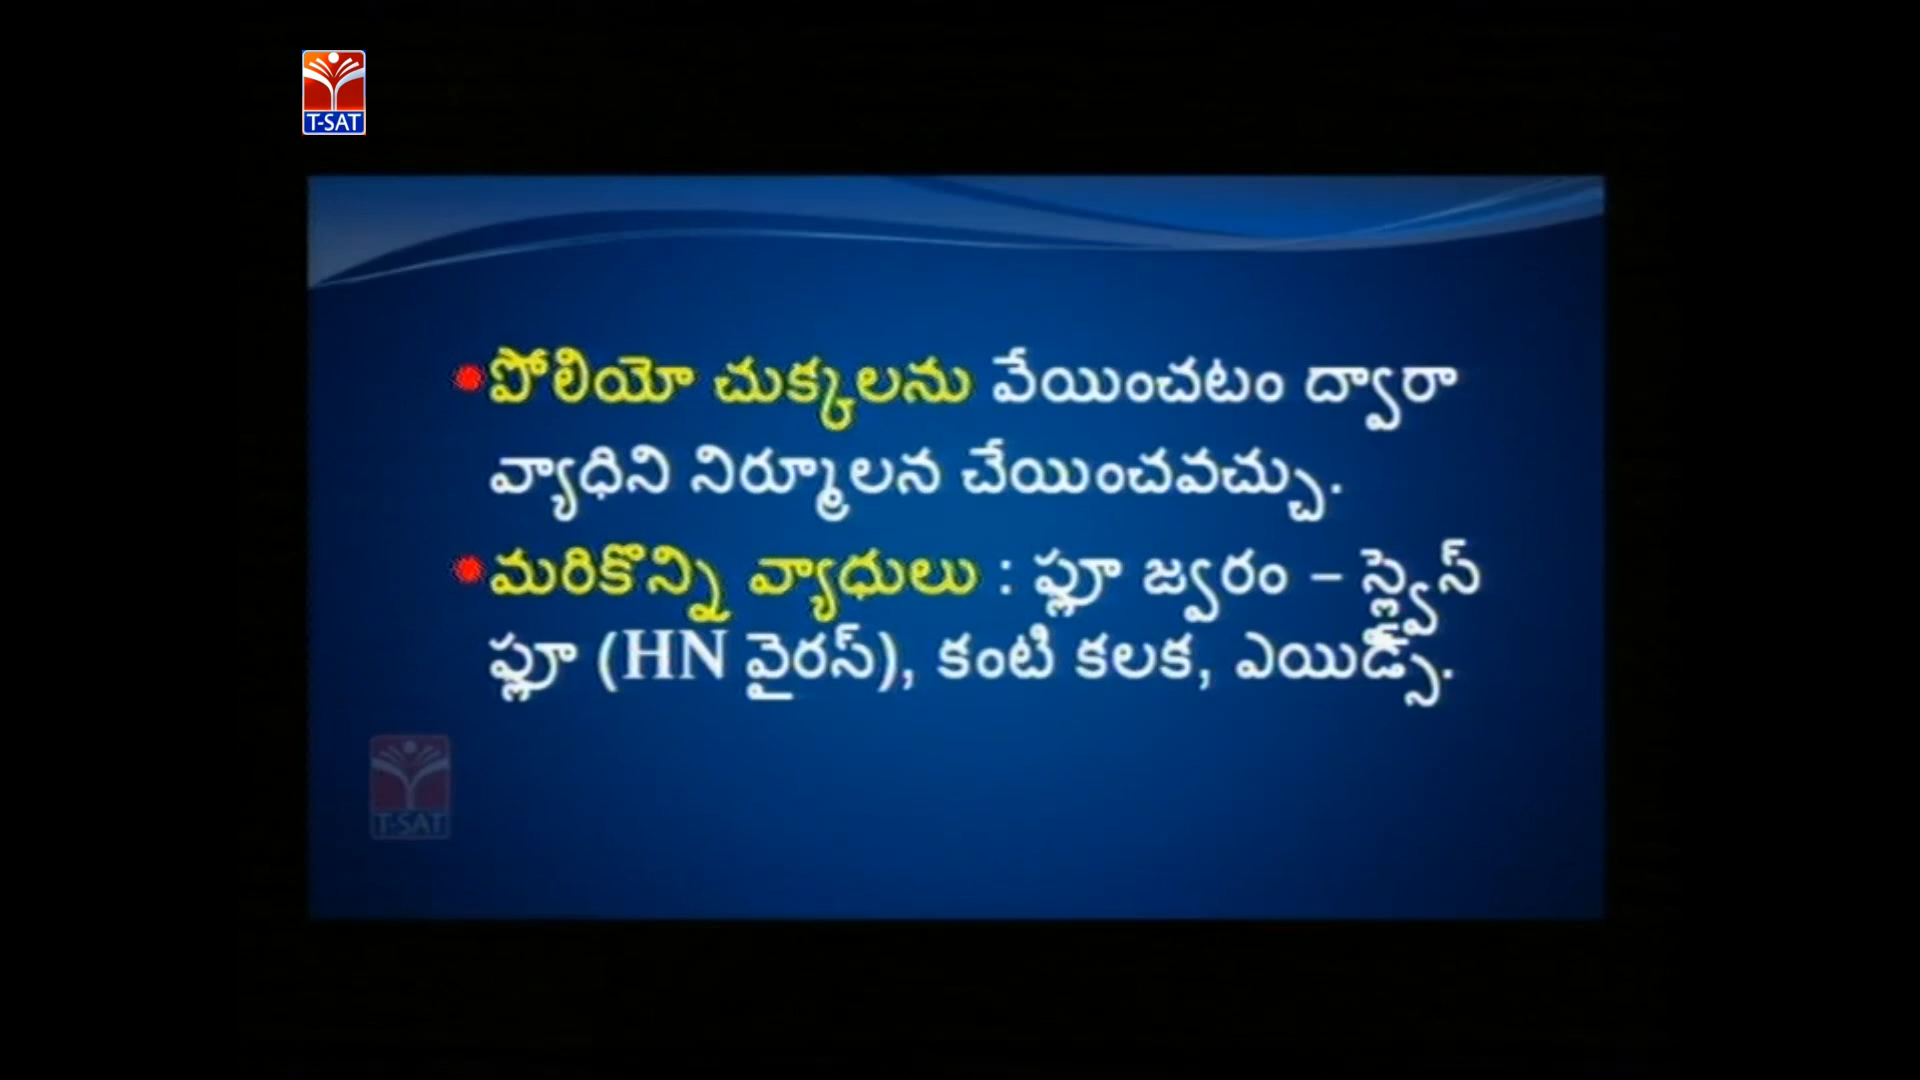 T-SAT
•పోలియో చుక్కలను వేయించటం ద్వారా
వ్యాధిని నిర్మూలన చేయించవచ్చు.
•మరికొన్ని వ్యాధులు : ఫ్లూ జ్వరం – స్వైస్
ఫ్లూ (HN వైరస్), కంటి కలక, ఎయిడ్స్.
T-SAT